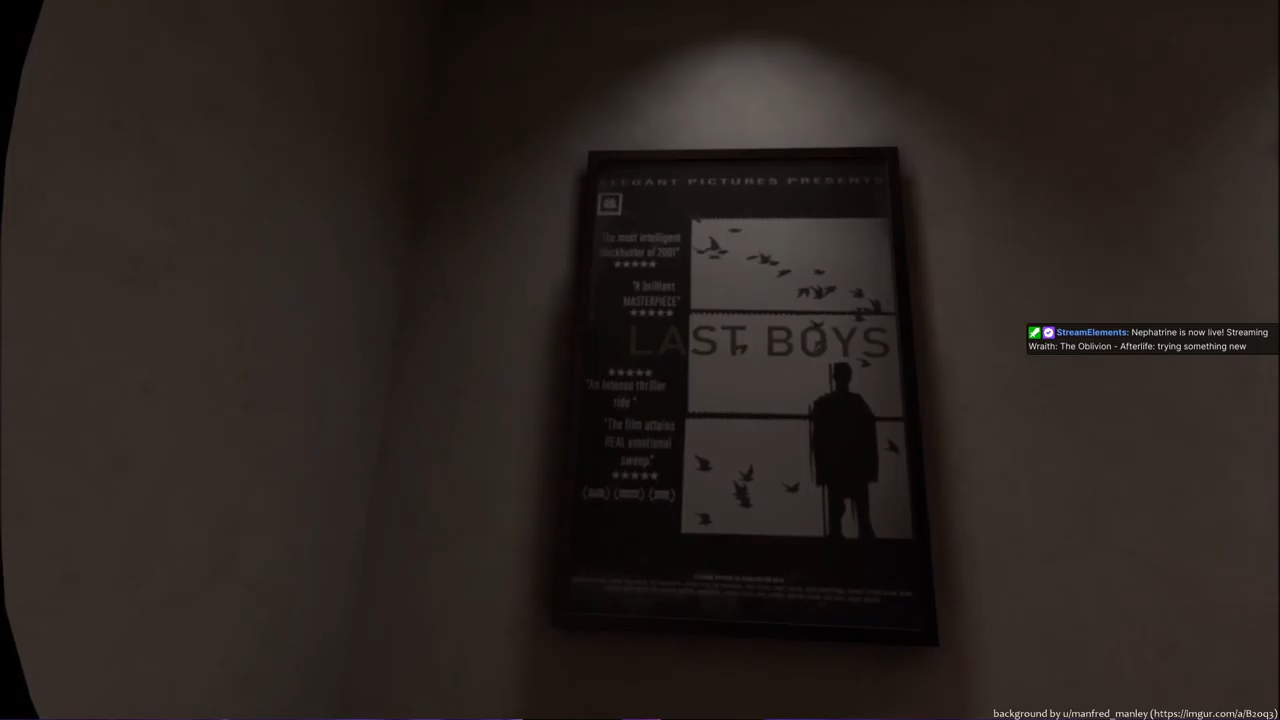 ELEGANT PICTURES PRESENTS
"The most intelligent
blockbuster of 2001"
"A brilliant
MASTERPIECE"
LAST BOYS
"An intense thriller
ride "
"The film attains
REAL emotional
sweep"
StreamElements: Nephatrine is now live! Streaming
Wraith: The Oblivion - Afterlife: trying something new
background by u/manfred_manley (https://imgur.com/a/B20q3)